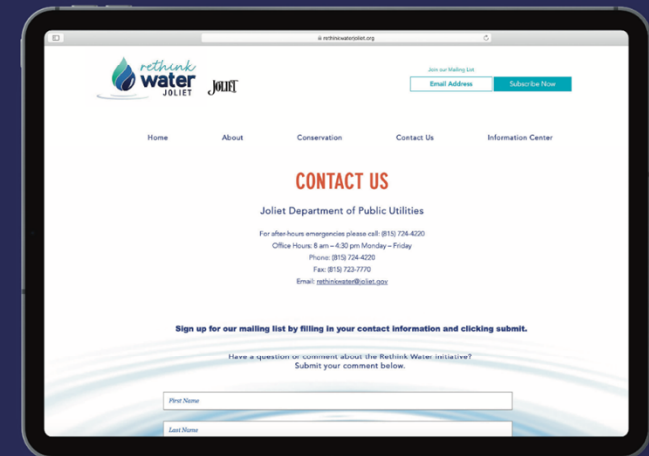 rethinkwaterjoliet.org
rethink
water
JOLIET
JOLIET
Join our Mailing List
Email Address
Subscribe Now
Home
About
Conservation
Contact Us
Information Center
CONTACT US
Joliet Department of Public Utilities
For after-hours emergencies please call: (815) 724-4220
Office Hours: 8 am – 4:30 pm Monday – Friday
Phone: (815) 724-4220
Fax: (815) 723-7770
Email: rethinkwater@joliet.gov
Sign up for our mailing list by filling in your contact information and clicking submit.
Have a question or comment about the Rethink Water initiative?
Submit your comment below.
First Name
Last Name